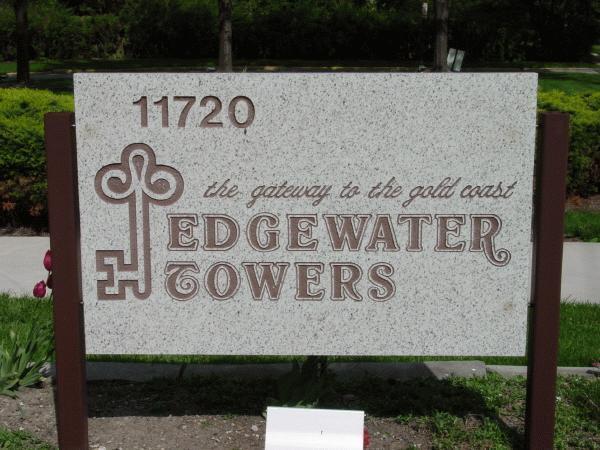 11720
the gateway to the gold coast
EDGEWATER
TOWERS